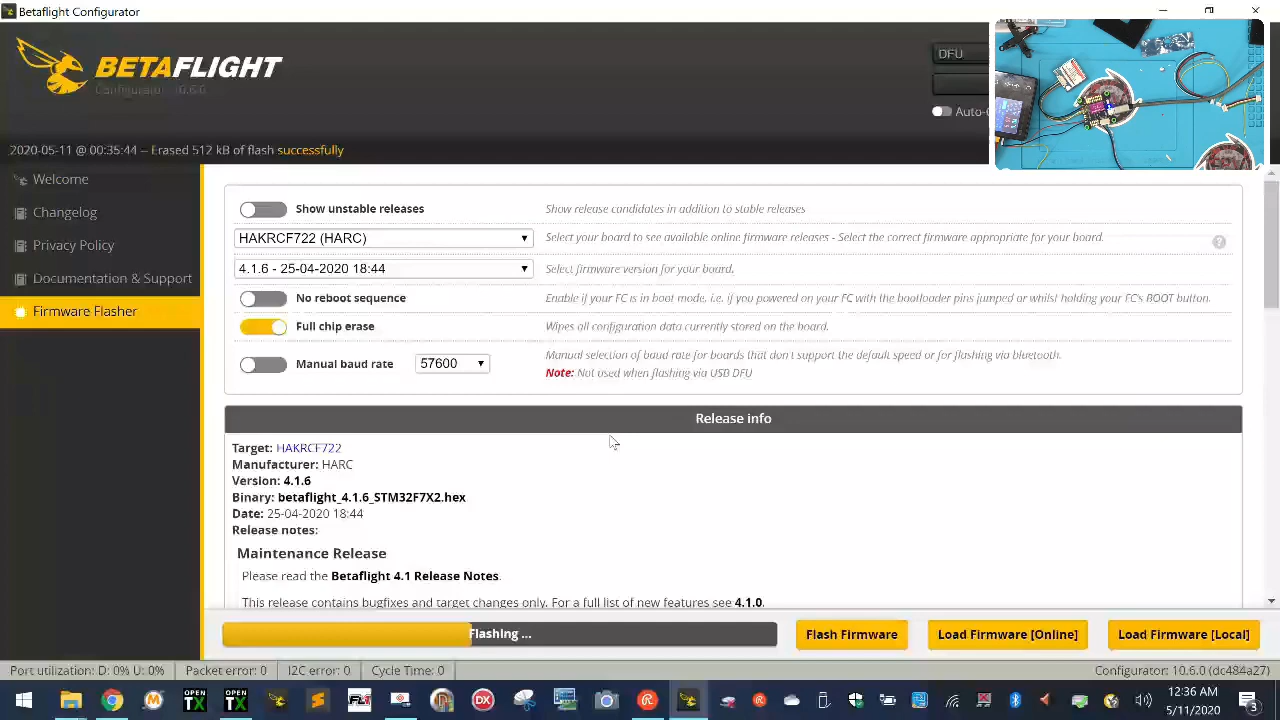 Betaflight Configurator
BETAFLIGHT
Configurator 10.6.0
DFU
Auto-C
2020-05-11 @ 00:35:44 -- Erased 512 kB of flash successfully
Welcome
Changelog
Privacy Policy
Documentation & Support
Firmware Flasher
Show unstable releases Show release candidates in addition to stable releases
HAKRCF722 (HARC) Select your board to see available online firmware releases - Select the correct firmware appropriate for your board.
4.1.6 - 25-04-2020 18:44 Select firmware version for your board.
No reboot sequence Enable if your FC is in boot mode, i.e. if you powered on your FC with the bootloader pins jumped or whilst holding your FC's BOOT button.
Full chip erase Wipes all configuration data currently stored on the board.
Manual baud rate 57600 Manual selection of baud rate for boards that don't support the default speed or for flashing via bluetooth.
Note: Not used when flashing via USB DFU
Release info
Target: HAKRCF722
Manufacturer: HARC
Version: 4.1.6
Binary: betaflight_4.1.6_STM32F7X2.hex
Date: 25-04-2020 18:44
Release notes:
Maintenance Release
Please read the Betaflight 4.1 Release Notes.
This release contains bugfixes and target changes only. For a full list of new features see 4.1.0.
Flashing ... Flash Firmware Load Firmware [Online] Load Firmware [Local]
Port utilization: D: 0% U: 0% Packet error: 0 I2C error: 0 Cycle Time: 0 Configurator: 10.6.0 (dc484a27)
OPEN TX OPEN TX DX
12:36 AM
5/11/2020
3